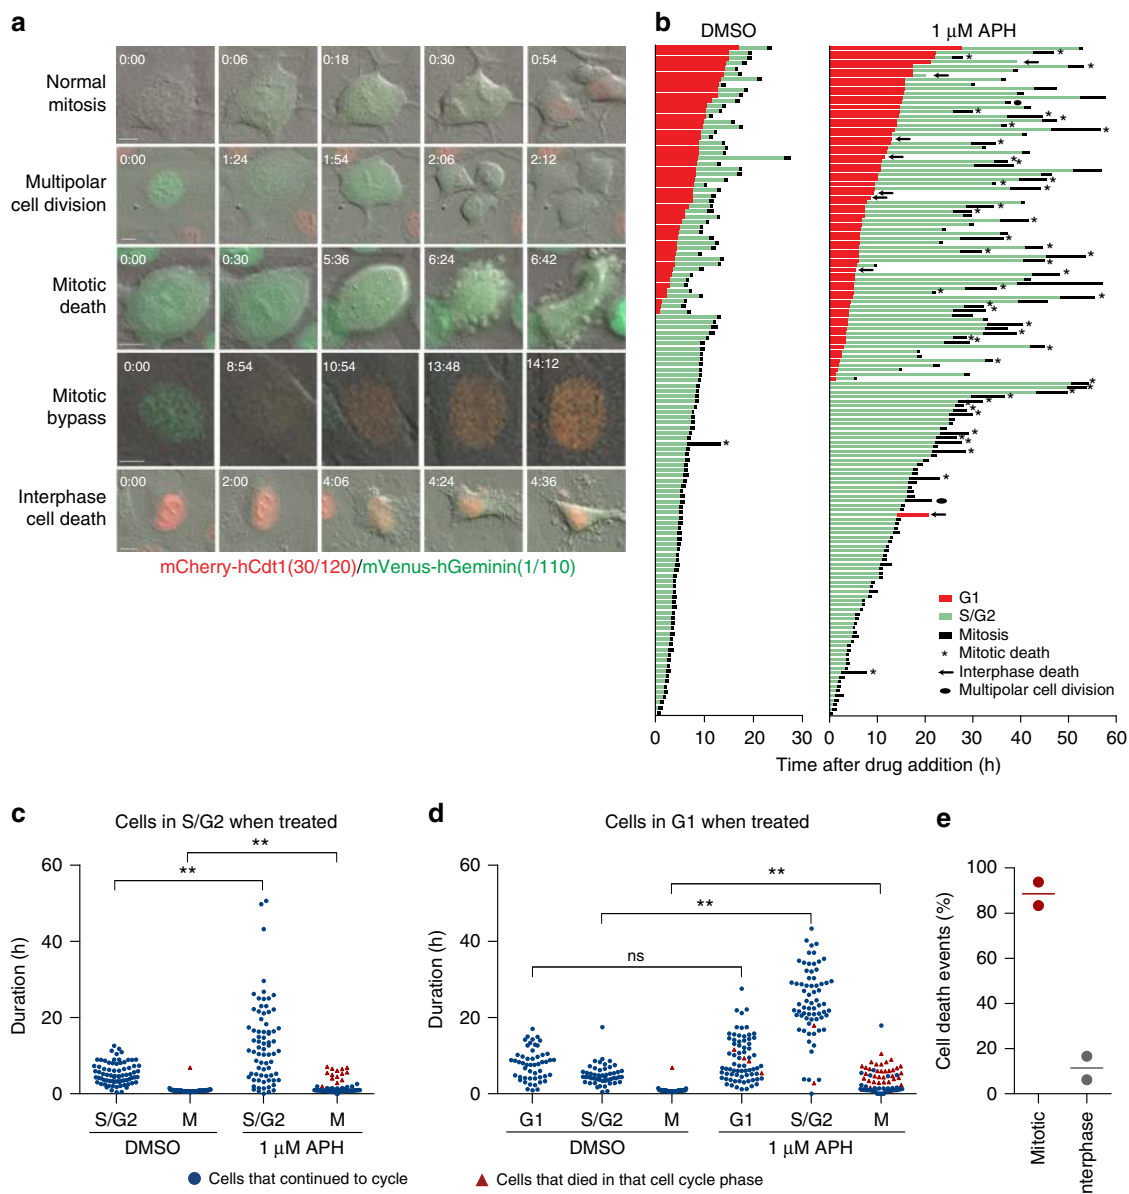 a
Normal mitosis
0:00 0:06 0:18 0:30 0:54
Multipolar cell division
0:00 1:24 1:54 2:06 2:12
Mitotic death
0:00 0:30 5:36 6:24 6:42
Mitotic bypass
0:00 8:54 10:54 13:48 14:12
Interphase cell death
0:00 2:00 4:06 4:24 4:36
mCherry-hCdt1(30/120)/mVenus-hGeminin(1/110)
b
DMSO
1 μM APH
G1
S/G2
Mitosis
* Mitotic death
Interphase death
Multipolar cell division
0 10 20 30
0 10 20 30 40 50 60
Time after drug addition (h)
c
Cells in S/G2 when treated
**
**
60
40
20
0
Duration (h)
S/G2 M S/G2 M
DMSO 1 μM APH
d
Cells in G1 when treated
**
**
ns
60
40
20
0
Duration (h)
G1 S/G2 M G1 S/G2 M
DMSO 1 μM APH
Cells that continued to cycle
Cells that died in that cell cycle phase
e
100
80
60
40
20
0
Cell death events (%)
Mitotic
nterphase